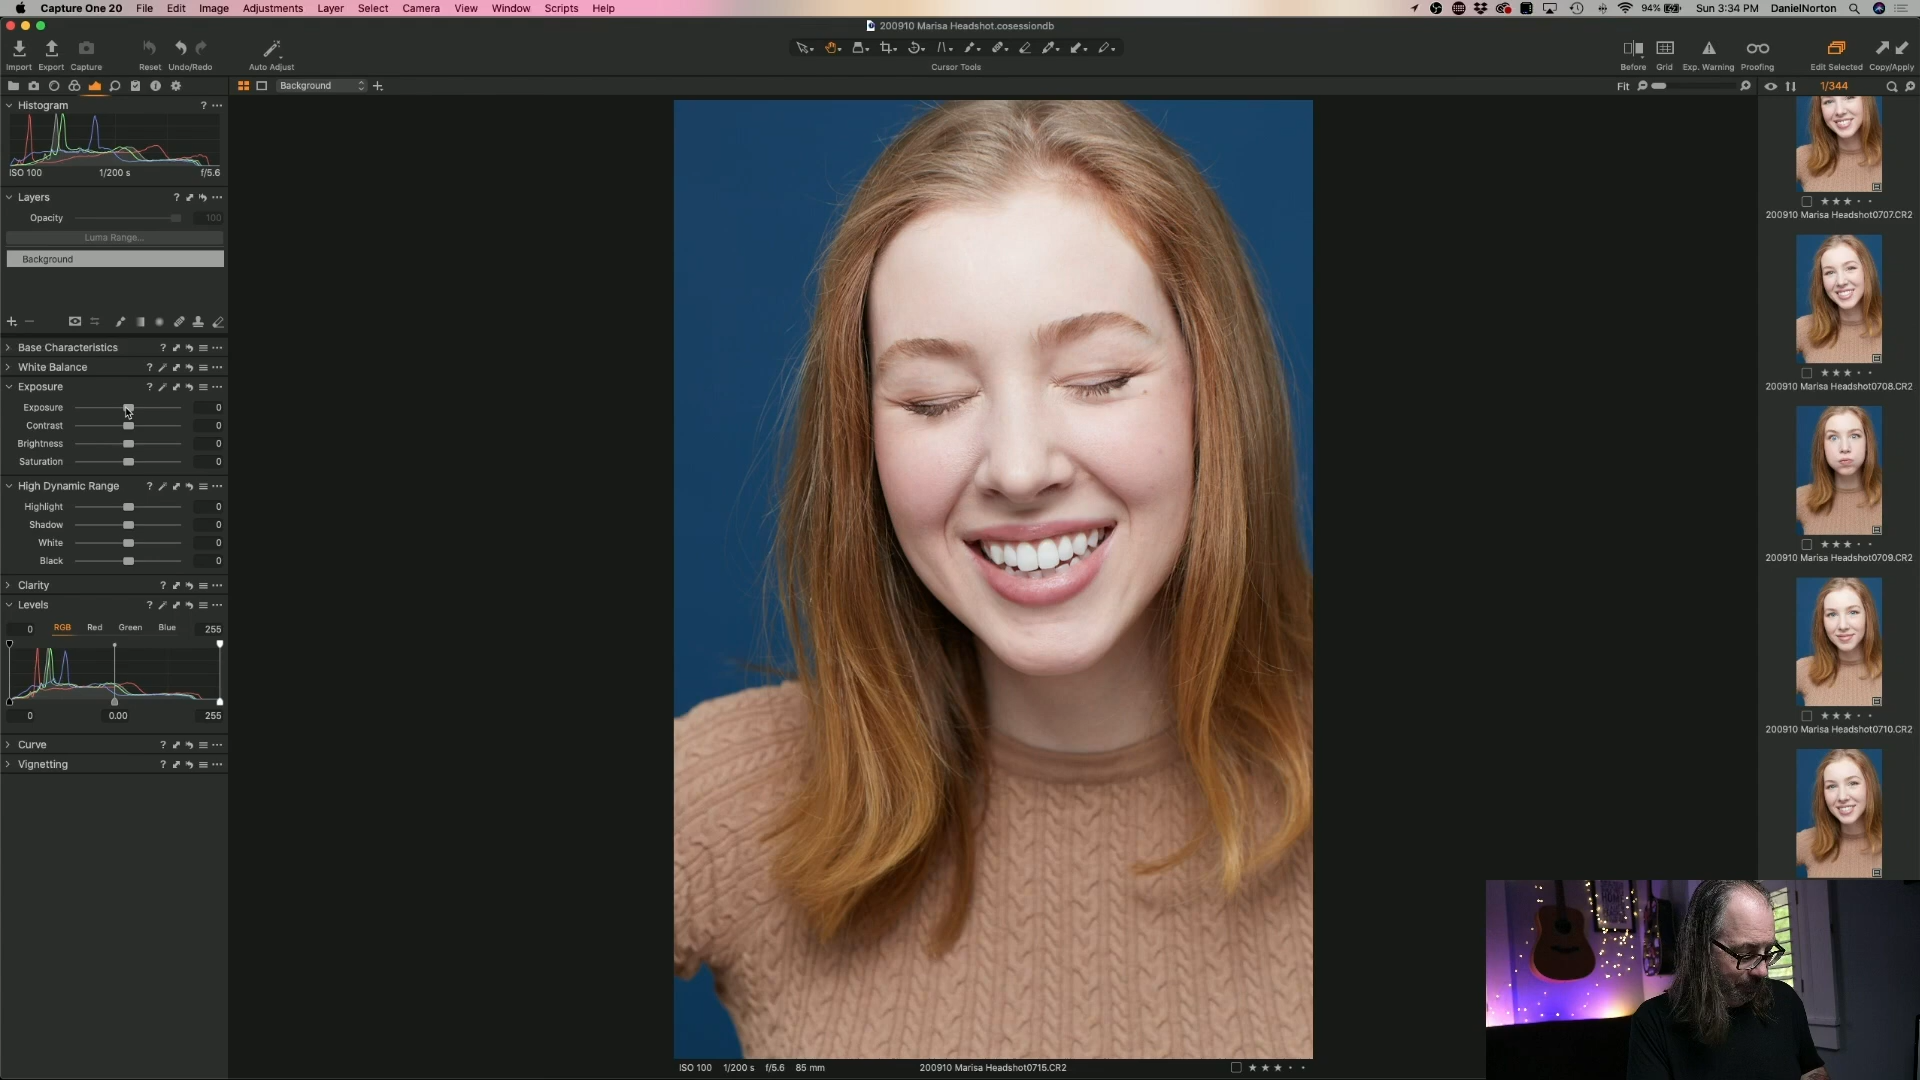 Capture One 20 File Edit Image Adjustments Layer Select Camera View Window Scripts Help 94% Sun 3:34 PM DanielNorton
200910 Marisa Headshot.cosessiondb
Import Export Capture Reset Undo/Redo Auto Adjust Cursor Tools Before Grid Exp. Warning Proofing Edit Selected Copy/Apply
Background Fit 1/344
Histogram ?
ISO 100 1/200 s f/5.6
Layers ?
Opacity 100
Luma Range...
Background
Base Characteristics ?
White Balance ?
Exposure ?
Exposure 0
Contrast 0
Brightness 0
Saturation 0
High Dynamic Range ?
Highlight 0
Shadow 0
White 0
Black 0
Clarity ?
Levels ?
0 RGB Red Green Blue 255
0 0.00 255
Curve ?
Vignetting ?
200910 Marisa Headshot0707.CR2
200910 Marisa Headshot0708.CR2
200910 Marisa Headshot0709.CR2
200910 Marisa Headshot0710.CR2
ISO 100 1/200 s f/5.6 85 mm 200910 Marisa Headshot0715.CR2